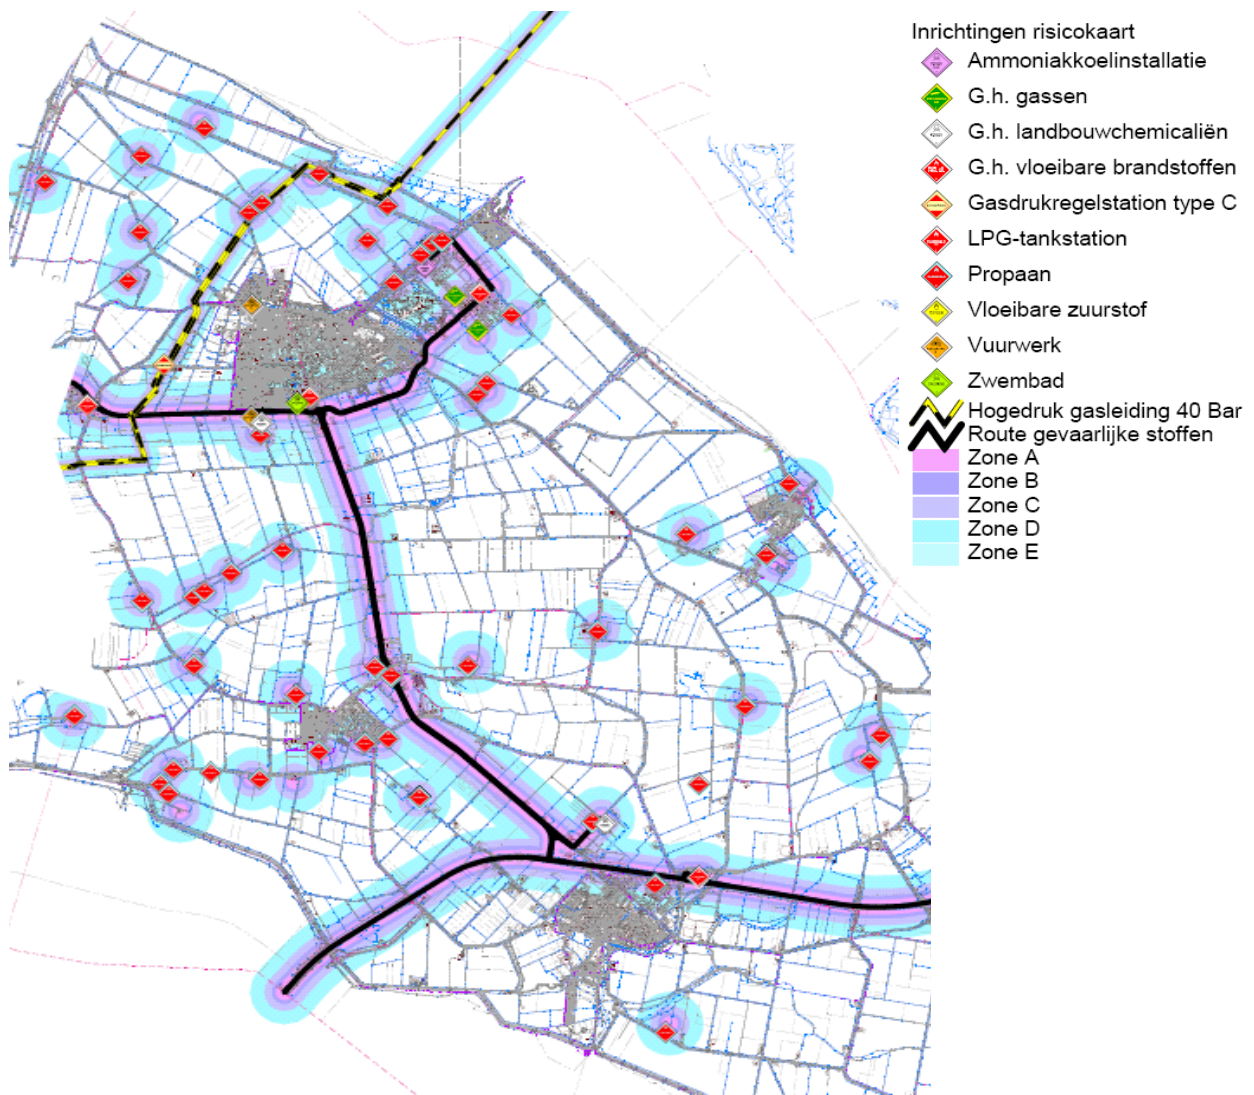 Inrichtingen risicokaart
Ammoniakkoelinstallatie
G.h. gassen
G.h. landbouwchemicaliën
G.h. vloeibare brandstoffen
Gasdrukregelstation type C
LPG-tankstation
Propaan
Vloeibare zuurstof
Vuurwerk
Zwembad
Hogedruk gasleiding 40 Bar
Route gevaarlijke stoffen
Zone A
Zone B
Zone C
Zone D
Zone E